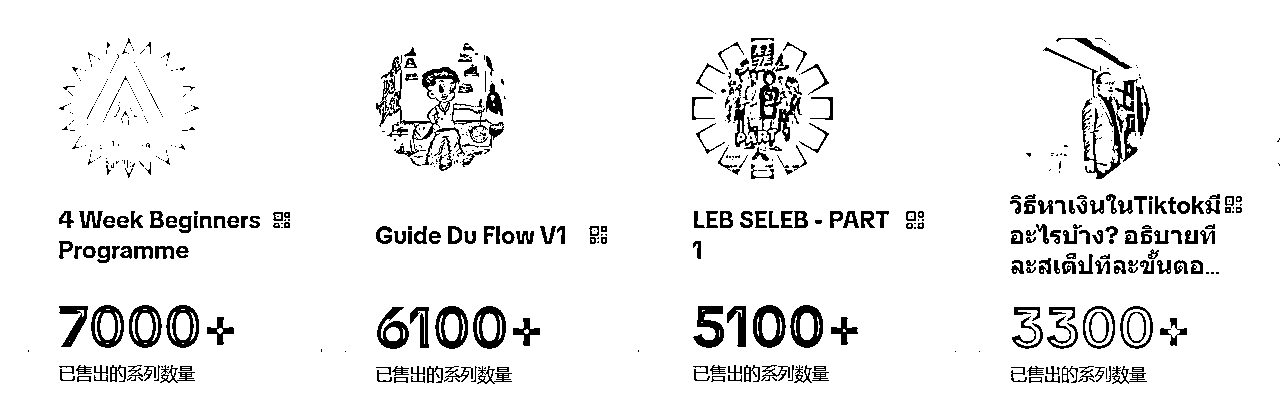 4 Week Beginners
Programme
7000+
已售出的系列数量
Guide Du Flow V1
6100+
已售出的系列数量
PART
LEB SELEB - PART
1
5100+
已售出的系列数量
วิธีหาเงินในTiktokมี
อะไรบ้าง? อธิบายที
ละสเต็ปทีละขั้นตอ...
3300+
已售出的系列数量